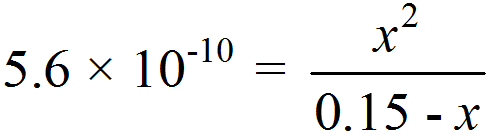 5.6 × 10^-10 = x^2 / (0.15 - x)